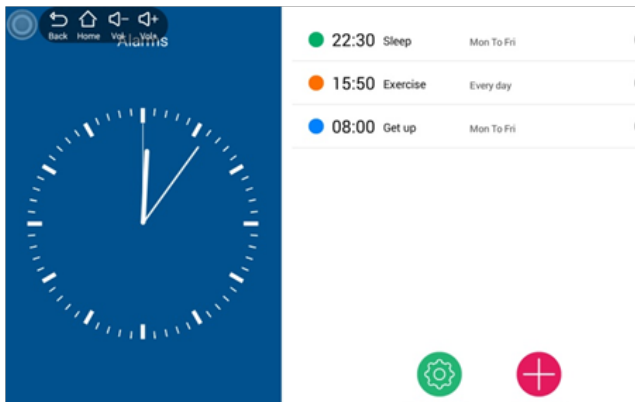 Back Home Vol- Vol+
Alarms
22:30 Sleep Mon To Fri
15:50 Exercise Every day
08:00 Get up Mon To Fri